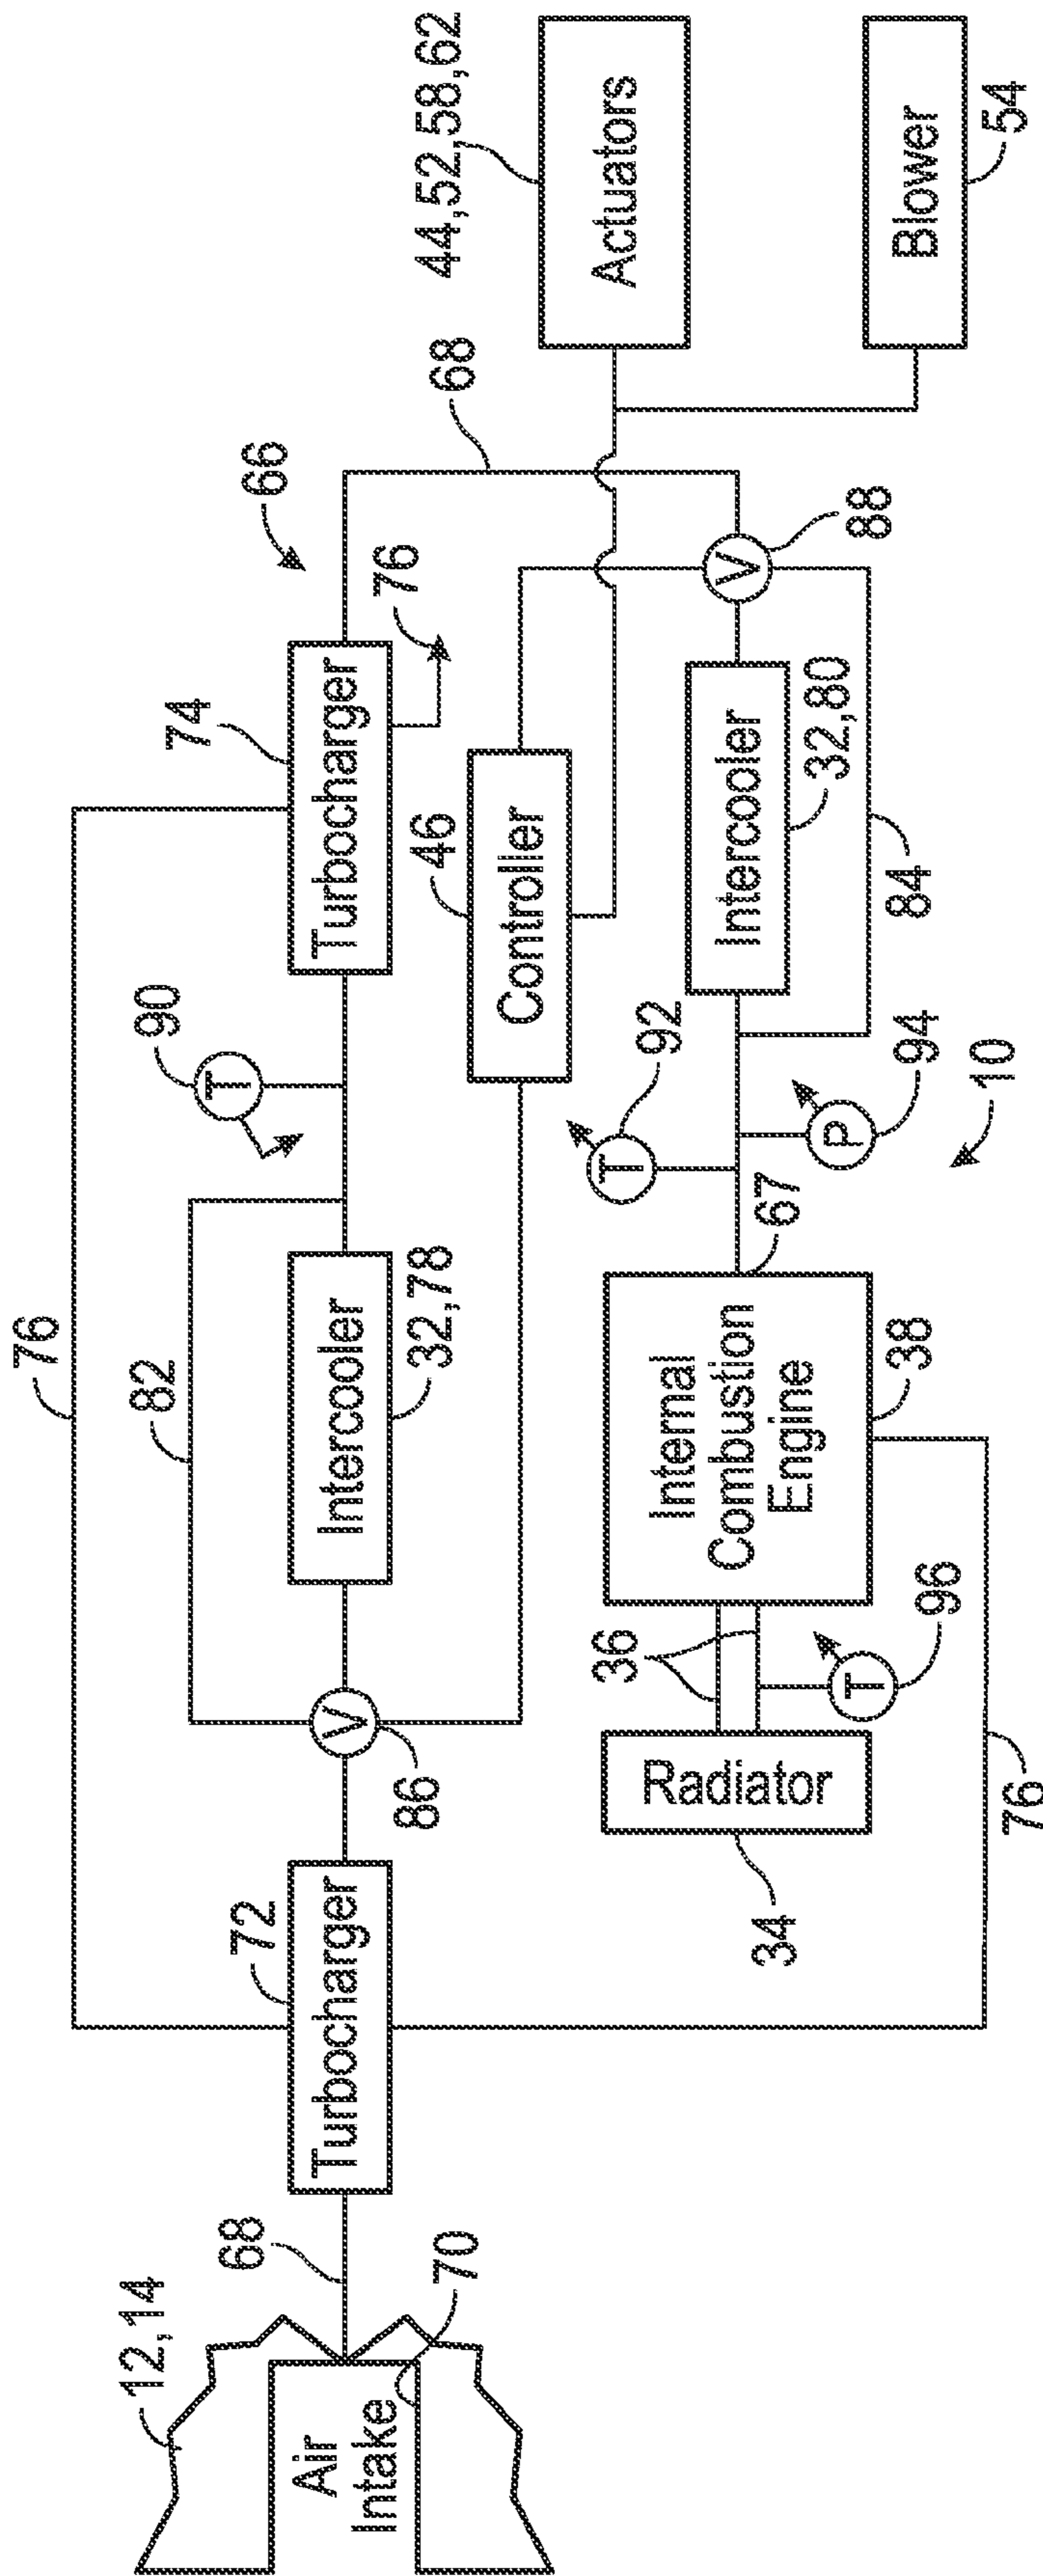 12,14
Air
Intake
70
68
72
Turbocharger
76
86
V
82
Intercooler
32,78
90
T
74
Turbocharger
76
66
68
46
Controller
44,52,58,62
Actuators
Blower
54
88
V
Intercooler
32,80
84
92
T
94
P
10
67
Internal
Combustion
Engine
38
36
96
T
Radiator
34
76